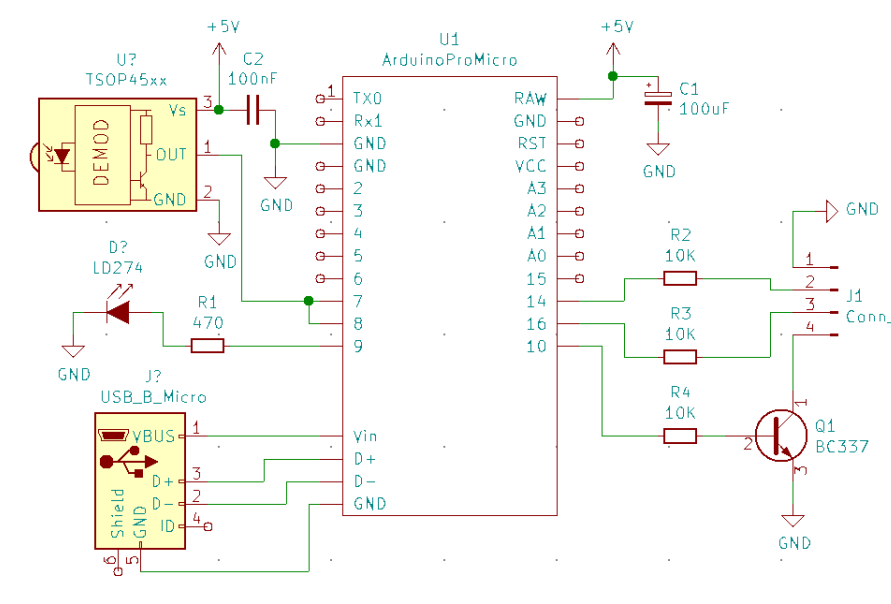 +5V
U?
TSOP45xx
C2
100nF
U1
ArduinoProMicro
+5V
C1
100uF
GND
DEMOD
Vs
3
OUT
1
GND
2
GND
GND
1
TX0
Rx1
GND
GND
2
3
4
5
6
7
8
9
Vin
D+
D-
GND
RAW
GND
RST
VCC
A3
A2
A1
A0
15
14
16
10
D?
LD274
R1
470
GND
R2
10K
R3
10K
R4
10K
GND
1
2
3
4
J1
Conn_
1
2
3
Q1
BC337
GND
J?
USB_B_Micro
VBUS
1
D+
3
D-
2
ID
4
Shield
GND
6
5